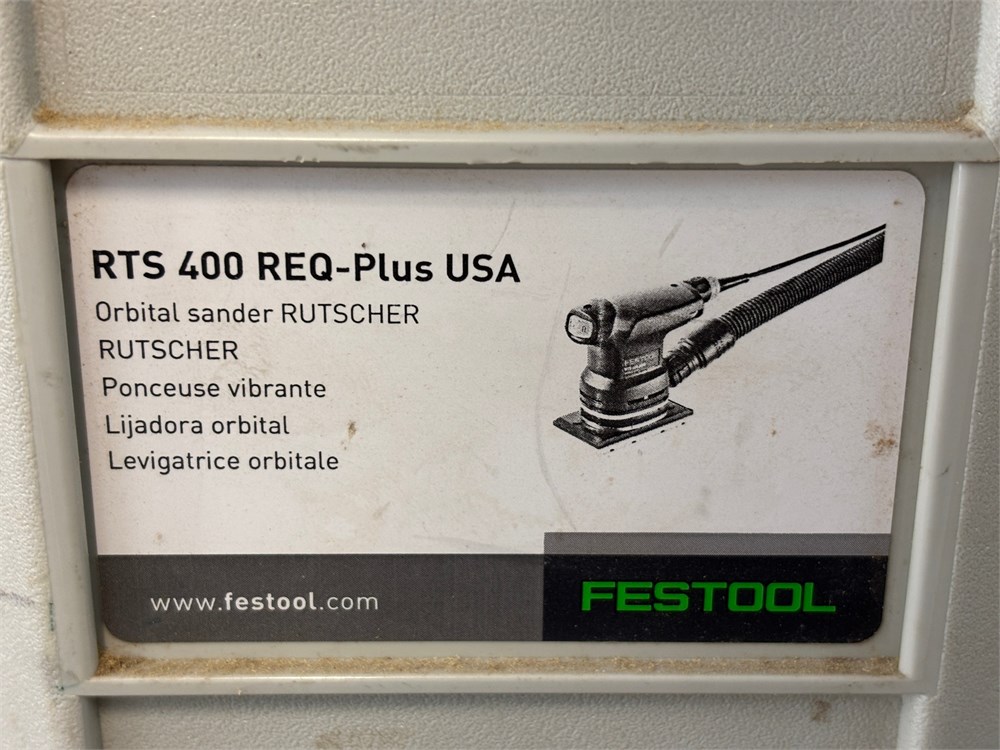 RTS 400 REQ-Plus USA
Orbital sander RUTSCHER
RUTSCHER
Ponceuse vibrante
Lijadora orbital
Levigatrice orbitale
FESTOOL
www.festool.com
FESTOOL